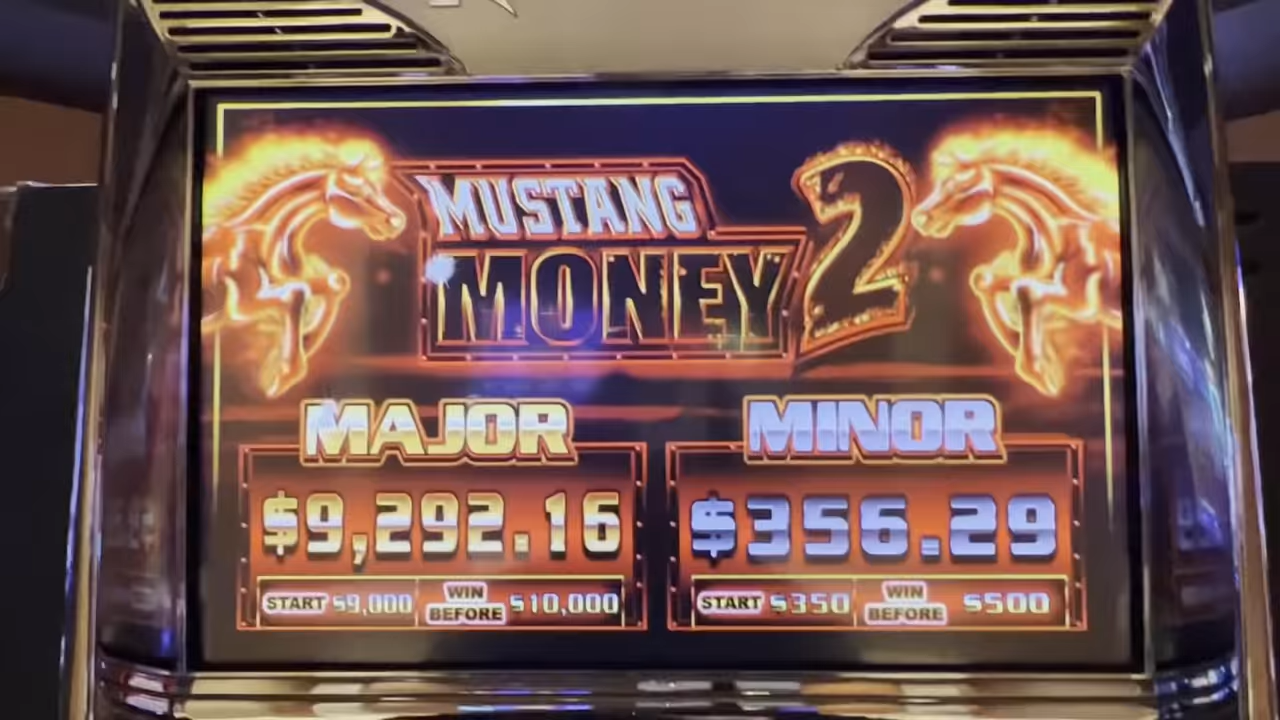 MUSTANG
MONEY 2
MAJOR
$9,292.16
START $9,000 WIN BEFORE $10,000
MINOR
$356.29
START $350 WIN BEFORE $500